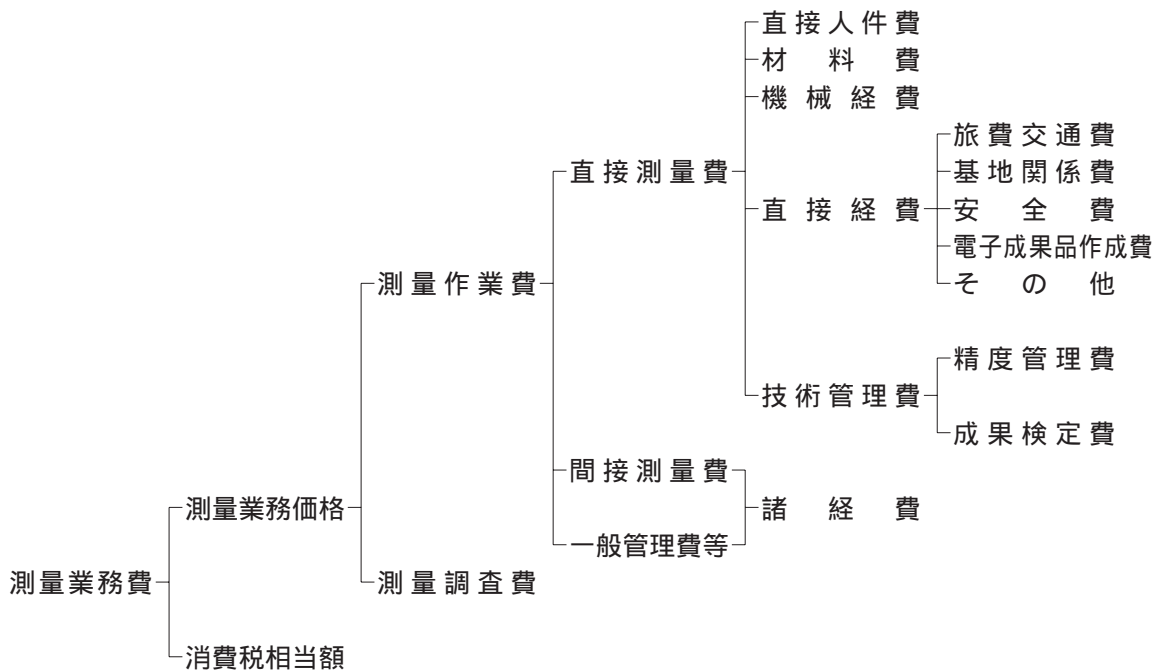 直接人件費
材料費
機械経費
旅費交通費
直接測量費
基地関係費
直接経費
安全費
電子成果品作成費
測量作業費
その他
精度管理費
技術管理費
成果検定費
間接測量費
測量業務価格
諸経費
一般管理費等
測量業務費
測量調査費
消費税相当額